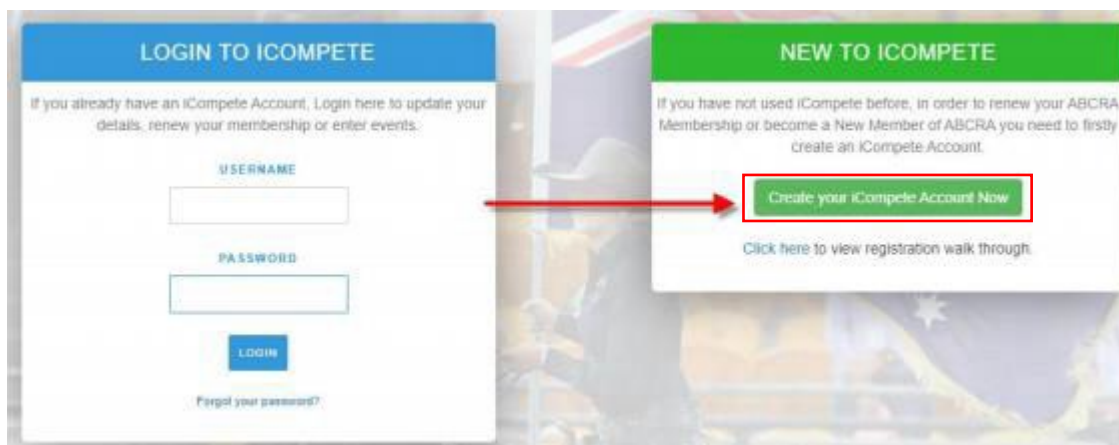 LOGIN TO ICOMPETE
If you already have an iCompete Account, Login here to update your
details, renew your membership or enter events.
USERNAME
PASSWORD
LOGIN
Forgot your password?
NEW TO ICOMPETE
If you have not used iCompete before, in order to renew your ABCRA
Membership or become a New Member of ABCRA you need to firstly
create an iCompete Account.
Create your iCompete Account Now
Click here to view registration walk through.